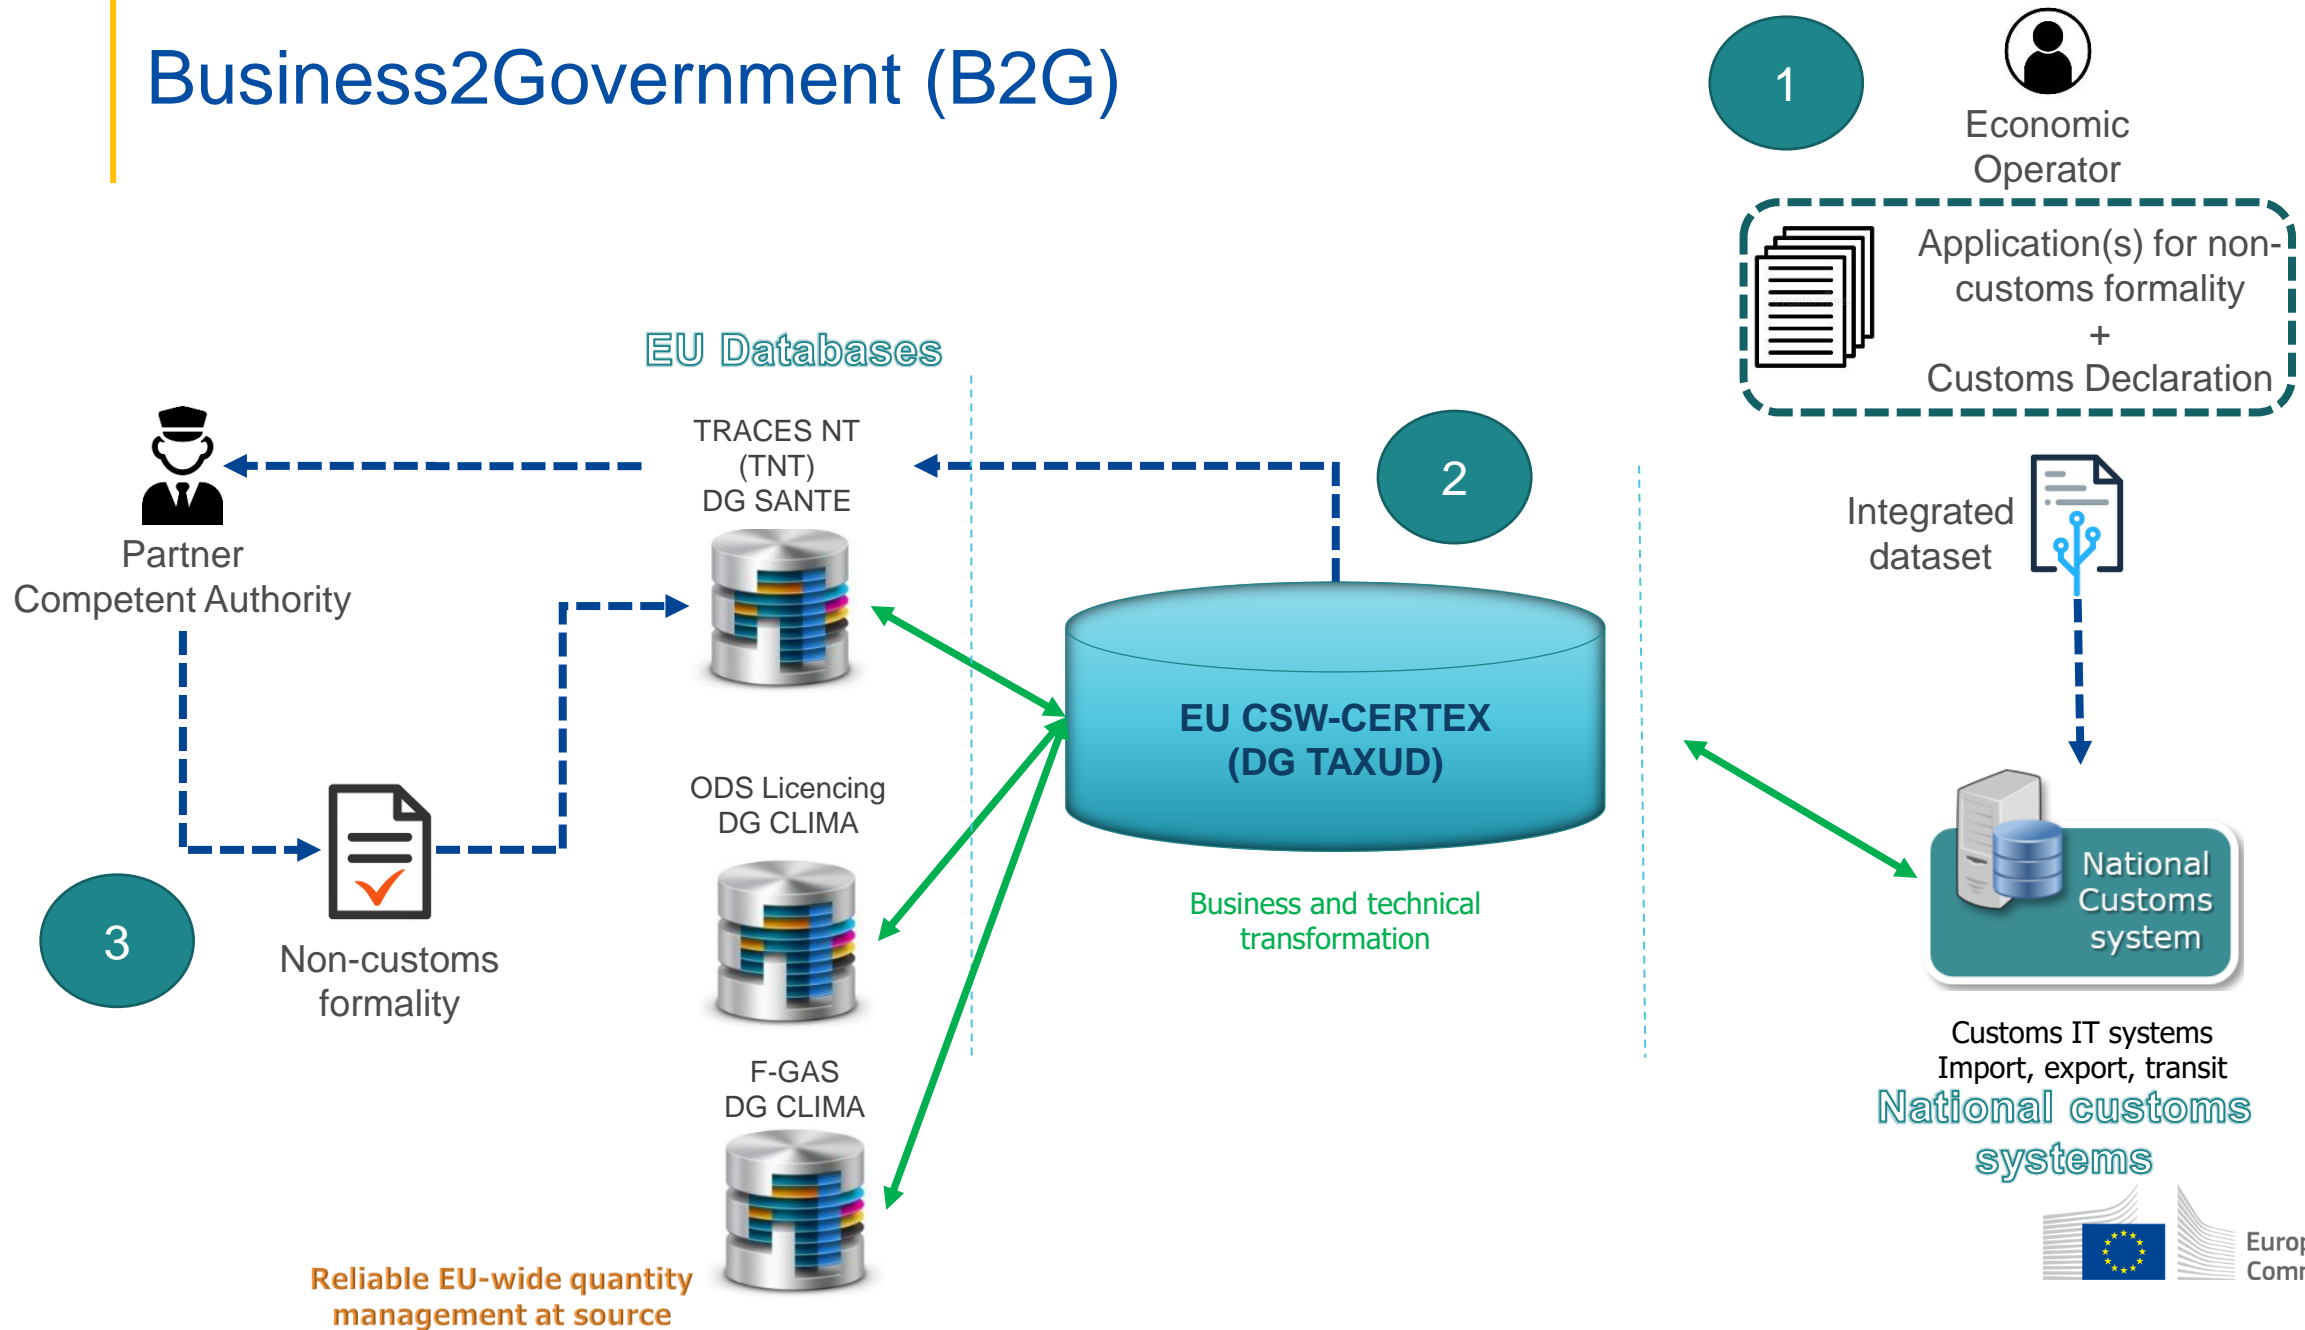 Business2Government (B2G)
1
Economic
Operator
Application(s) for non-
customs formality
+
Customs Declaration
EU Databases
TRACES NT
(TNT)
DG SANTE
2
Integrated
dataset
Partner
Competent Authority
EU CSW-CERTEX
(DG TAXUD)
ODS Licencing
DG CLIMA
Business and technical
transformation
National
Customs
system
3
Non-customs
formality
Customs IT systems
Import, export, transit
F-GAS
DG CLIMA
National customs
systems
Reliable EU-wide quantity
management at source